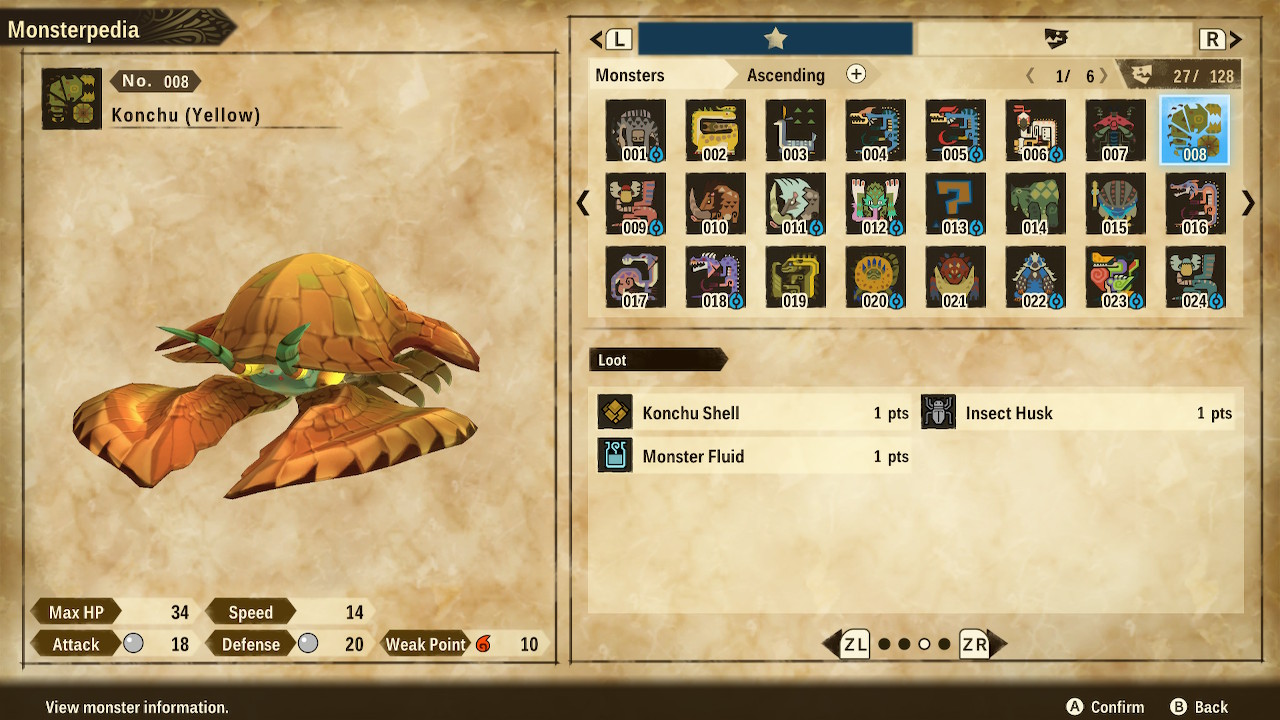 Monsterpedia
No. 008
Konchu (Yellow)
L
R
Monsters Ascending 1/ 6 27/ 128
001 002 003 004 005 006 007 008
009 010 011 012 013 014 015 016
017 018 019 020 021 022 023 024
Loot
Konchu Shell 1 pts Insect Husk 1 pts
Monster Fluid 1 pts
Max HP 34 Speed 14
Attack 18 Defense 20 Weak Point 10
ZL ZR
View monster information.
A Confirm B Back